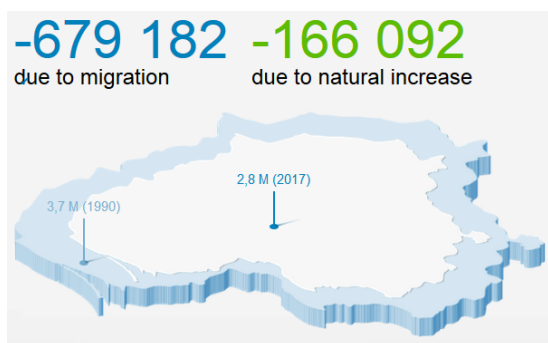 -679 182 -166 092
due to migration due to natural increase
2,8 M (2017)
3,7 M (1990)